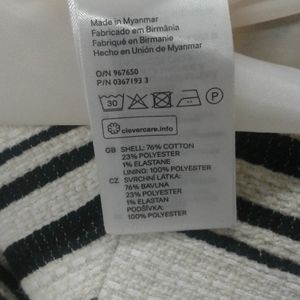 Made in Myanmar
Fabricado em Birmânia
Fabriqué en Birmanie
Hecho en Unión de Myanmar
O/N 967650
P/N 0367193 3
30
P
clevercare.info
GB SHELL: 76% COTTON
23% POLYESTER
1% ELASTANE
LINING: 100% POLYESTER
CZ SVRCHNÍ LÁTKA:
76% BAVLNA
23% POLYESTER
1% ELASTAN
PODŠÍVKA:
100% POLYESTER